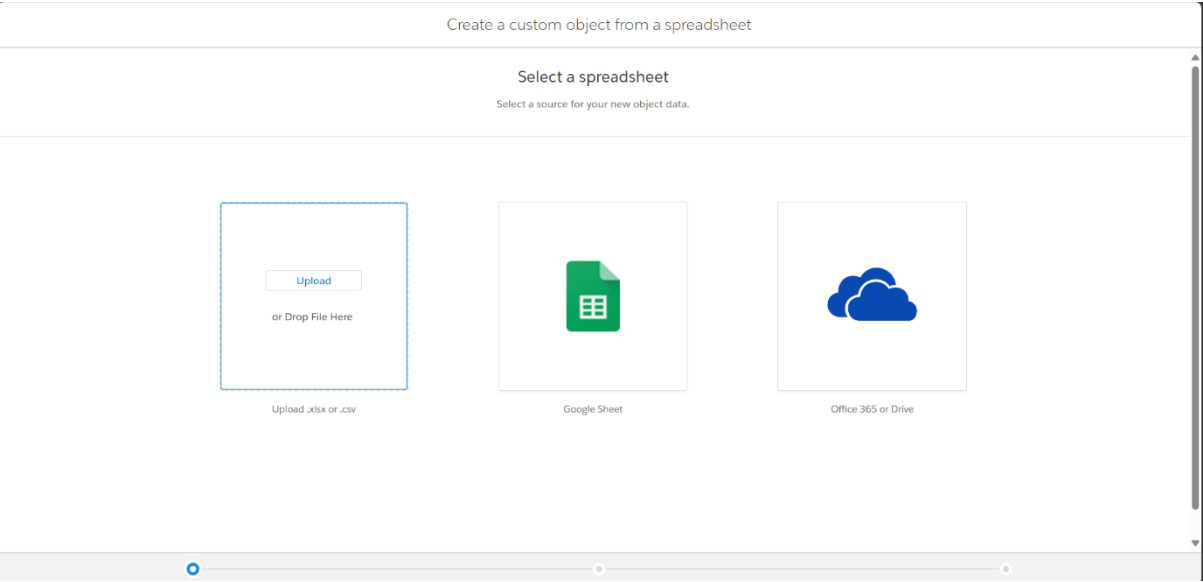 Create a custom object from a spreadsheet
Select a spreadsheet
Select a source for your new object data.
Upload
or Drop File Here
Upload .xlsx or .csv
Google Sheet
Office 365 or Drive